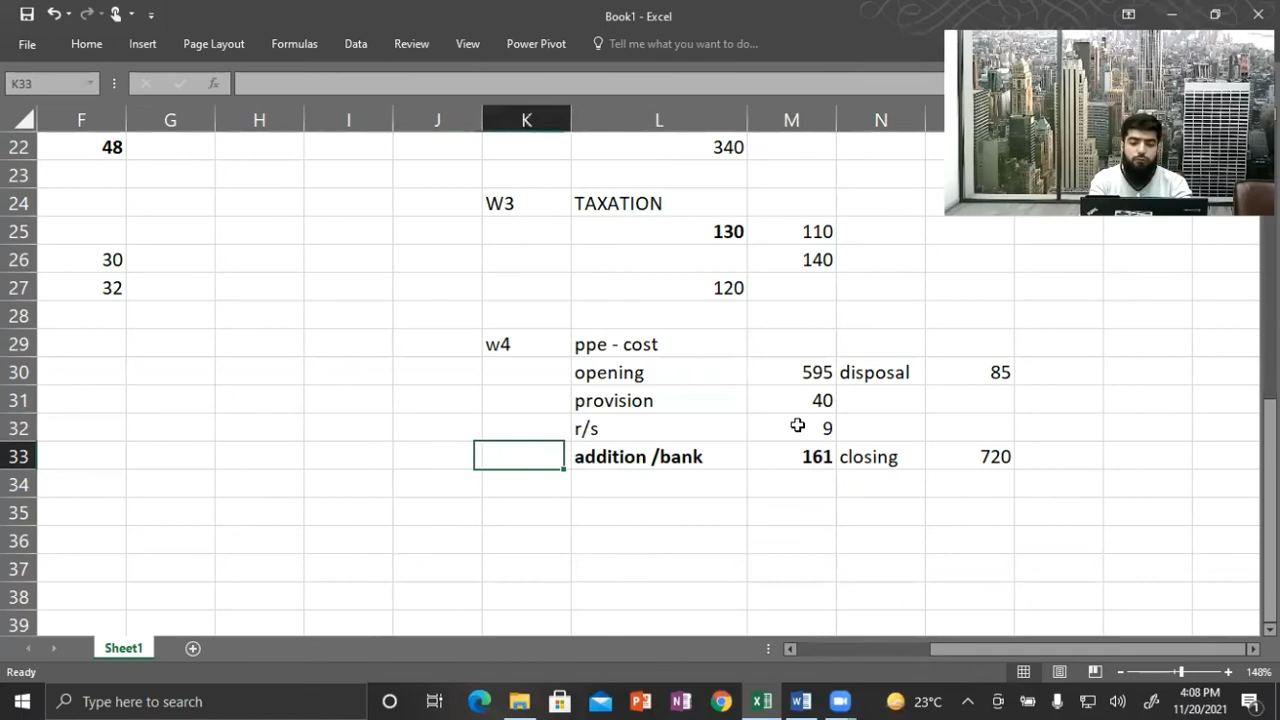 Book1 - Excel
File Home Insert Page Layout Formulas Data Review View Power Pivot Tell me what you want to do...
K33 fx
F G H I J K L M N
22 48 340
23
24 W3 TAXATION
25 130 110
26 30 140
27 32 120
28
29 w4 ppe - cost
30 opening 595 disposal 85
31 provision 40
32 r/s 9
33 addition /bank 161 closing 720
34
35
36
37
38
39
Sheet1
Ready 148%
Type here to search 23°C 4:08 PM
11/20/2021 1